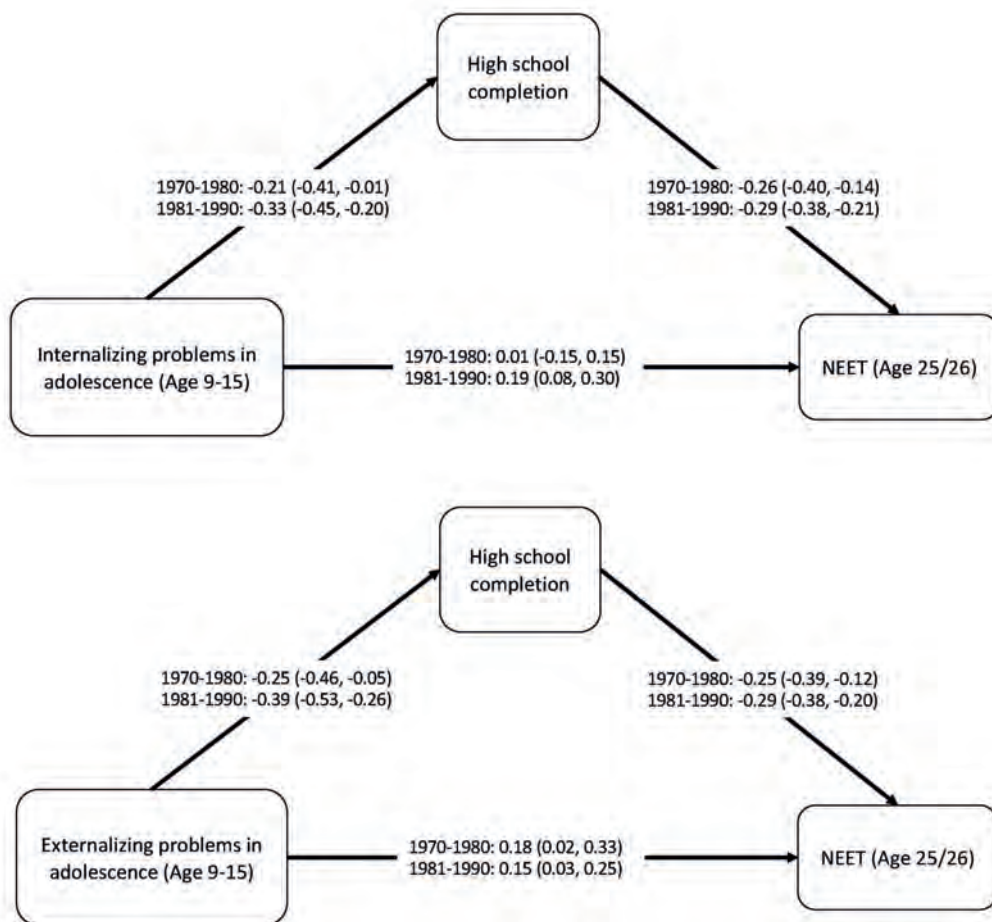 High school
completion
1970-1980: -0.21 (-0.41, -0.01)
1981-1990: -0.33 (-0.45, -0.20)
1970-1980: -0.26 (-0.40, -0.14)
1981-1990: -0.29 (-0.38, -0.21)
Internalizing problems in
adolescence (Age 9-15)
1970-1980: 0.01 (-0.15, 0.15)
1981-1990: 0.19 (0.08, 0.30)
NEET (Age 25/26)
High school
completion
1970-1980: -0.25 (-0.46, -0.05)
1981-1990: -0.39 (-0.53, -0.26)
1970-1980: -0.25 (-0.39, -0.12)
1981-1990: -0.29 (-0.38, -0.20)
Externalizing problems in
adolescence (Age 9-15)
1970-1980: 0.18 (0.02, 0.33)
1981-1990: 0.15 (0.03, 0.25)
NEET (Age 25/26)